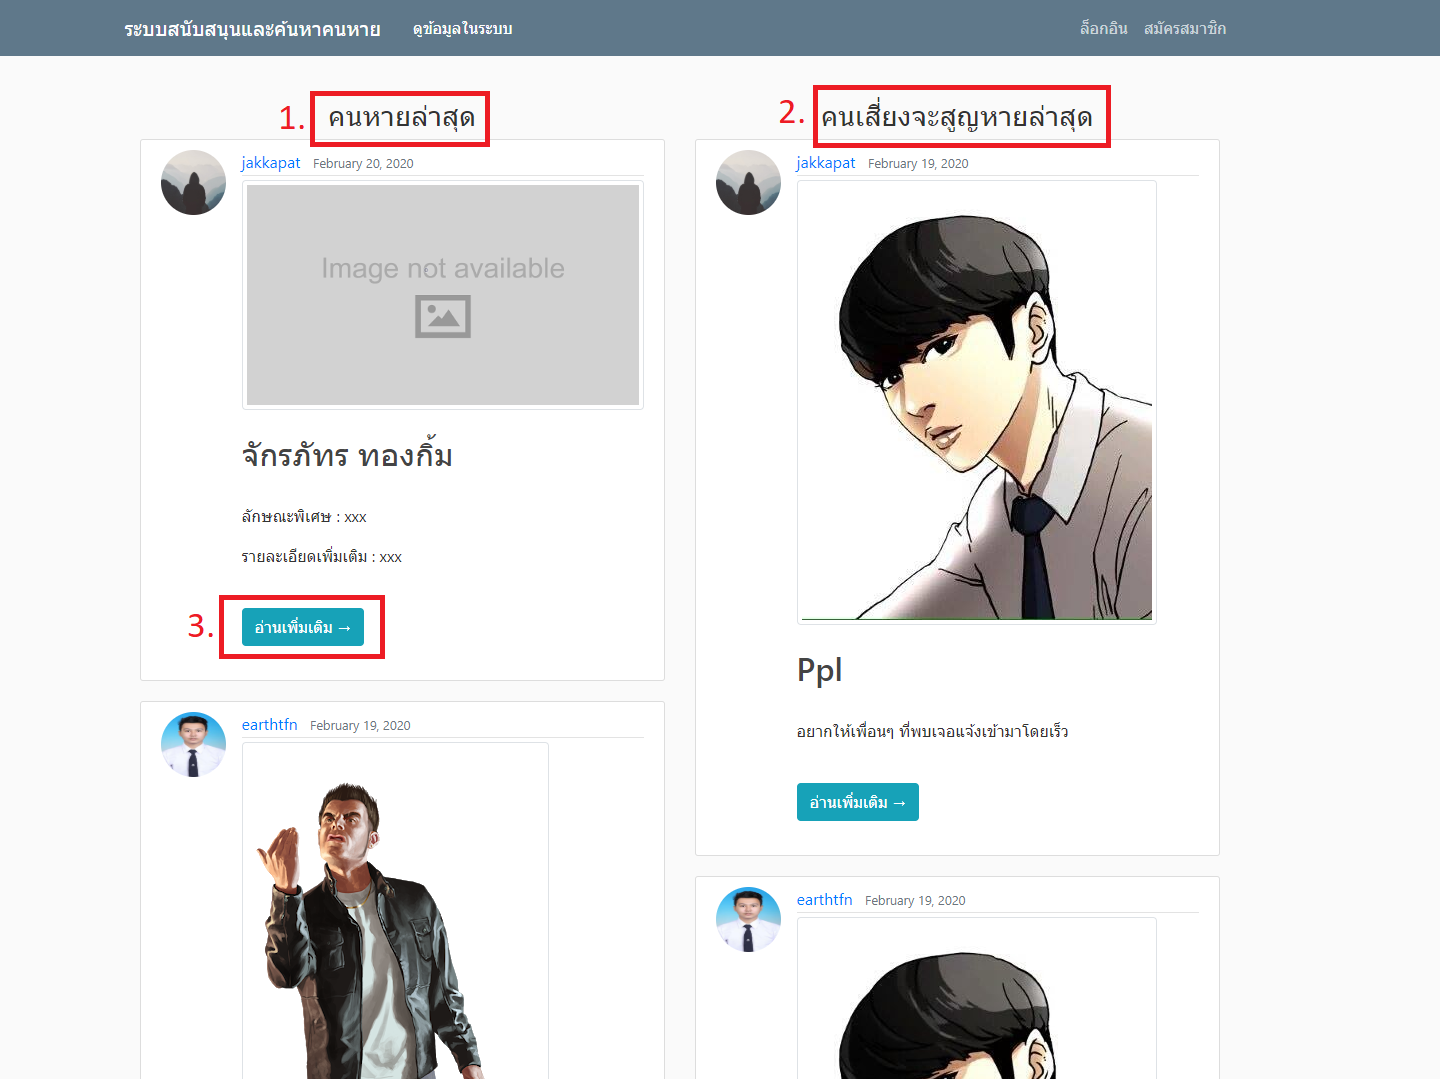 ระบบสนับสนุนและค้นหาคนหาย ดูข้อมูลในระบบ ล็อกอิน สมัครสมาชิก
1. คนหายล่าสุด
jakkapat February 20, 2020
Image not available
จักรภัทร ทองกิ้ม
ลักษณะพิเศษ : xxx
รายละเอียดเพิ่มเติม : xxx
3. อ่านเพิ่มเติม →
earthtfn February 19, 2020
2. คนเสี่ยงจะสูญหายล่าสุด
jakkapat February 19, 2020
Ppl
อยากให้เพื่อนๆ ที่พบเจอแจ้งเข้ามาโดยเร็ว
อ่านเพิ่มเติม →
earthtfn February 19, 2020